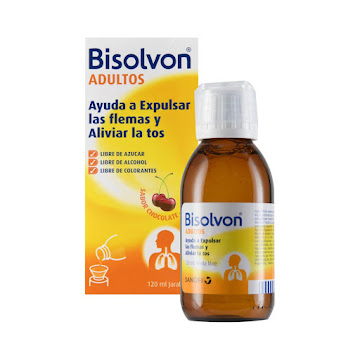 Bisolvon®
ADULTOS
Ayuda a Expulsar
las flemas y
Aliviar la tos
LIBRE DE AZUCAR
LIBRE DE ALCOHOL
LIBRE DE COLORANTES
SABOR CHOCOLATE
120 ml jarabe
Bisolvon®
ADULTOS
Ayuda a Expulsar
las flemas y
Aliviar la tos
SANOFI